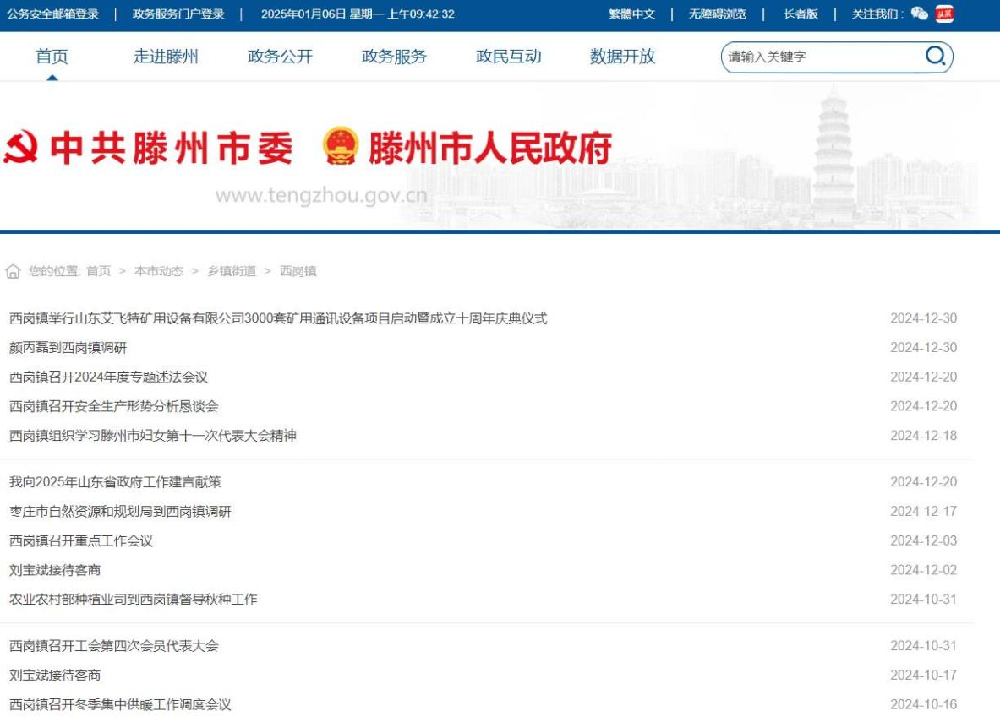 公务安全邮箱登录 | 政务服务门户登录 | 2025年01月06日 星期一 上午09:42:32 繁體中文 | 无障碍浏览 | 长者版 | 关注我们:
首页 走进滕州 政务公开 政务服务 政民互动 数据开放 请输入关键字
中共滕州市委 滕州市人民政府
www.tengzhou.gov.cn
您的位置: 首页 > 本市动态 > 乡镇街道 > 西岗镇
西岗镇举行山东艾飞特矿用设备有限公司3000套矿用通讯设备项目启动暨成立十周年庆典仪式 2024-12-30
颜丙磊到西岗镇调研 2024-12-30
西岗镇召开2024年度专题述法会议 2024-12-20
西岗镇召开安全生产形势分析恳谈会 2024-12-20
西岗镇组织学习滕州市妇女第十一次代表大会精神 2024-12-18
我向2025年山东省政府工作建言献策 2024-12-20
枣庄市自然资源和规划局到西岗镇调研 2024-12-17
西岗镇召开重点工作会议 2024-12-03
刘宝斌接待客商 2024-12-02
农业农村部种植业司到西岗镇督导秋种工作 2024-10-31
西岗镇召开工会第四次会员代表大会 2024-10-31
刘宝斌接待客商 2024-10-17
西岗镇召开冬季集中供暖工作调度会议 2024-10-16